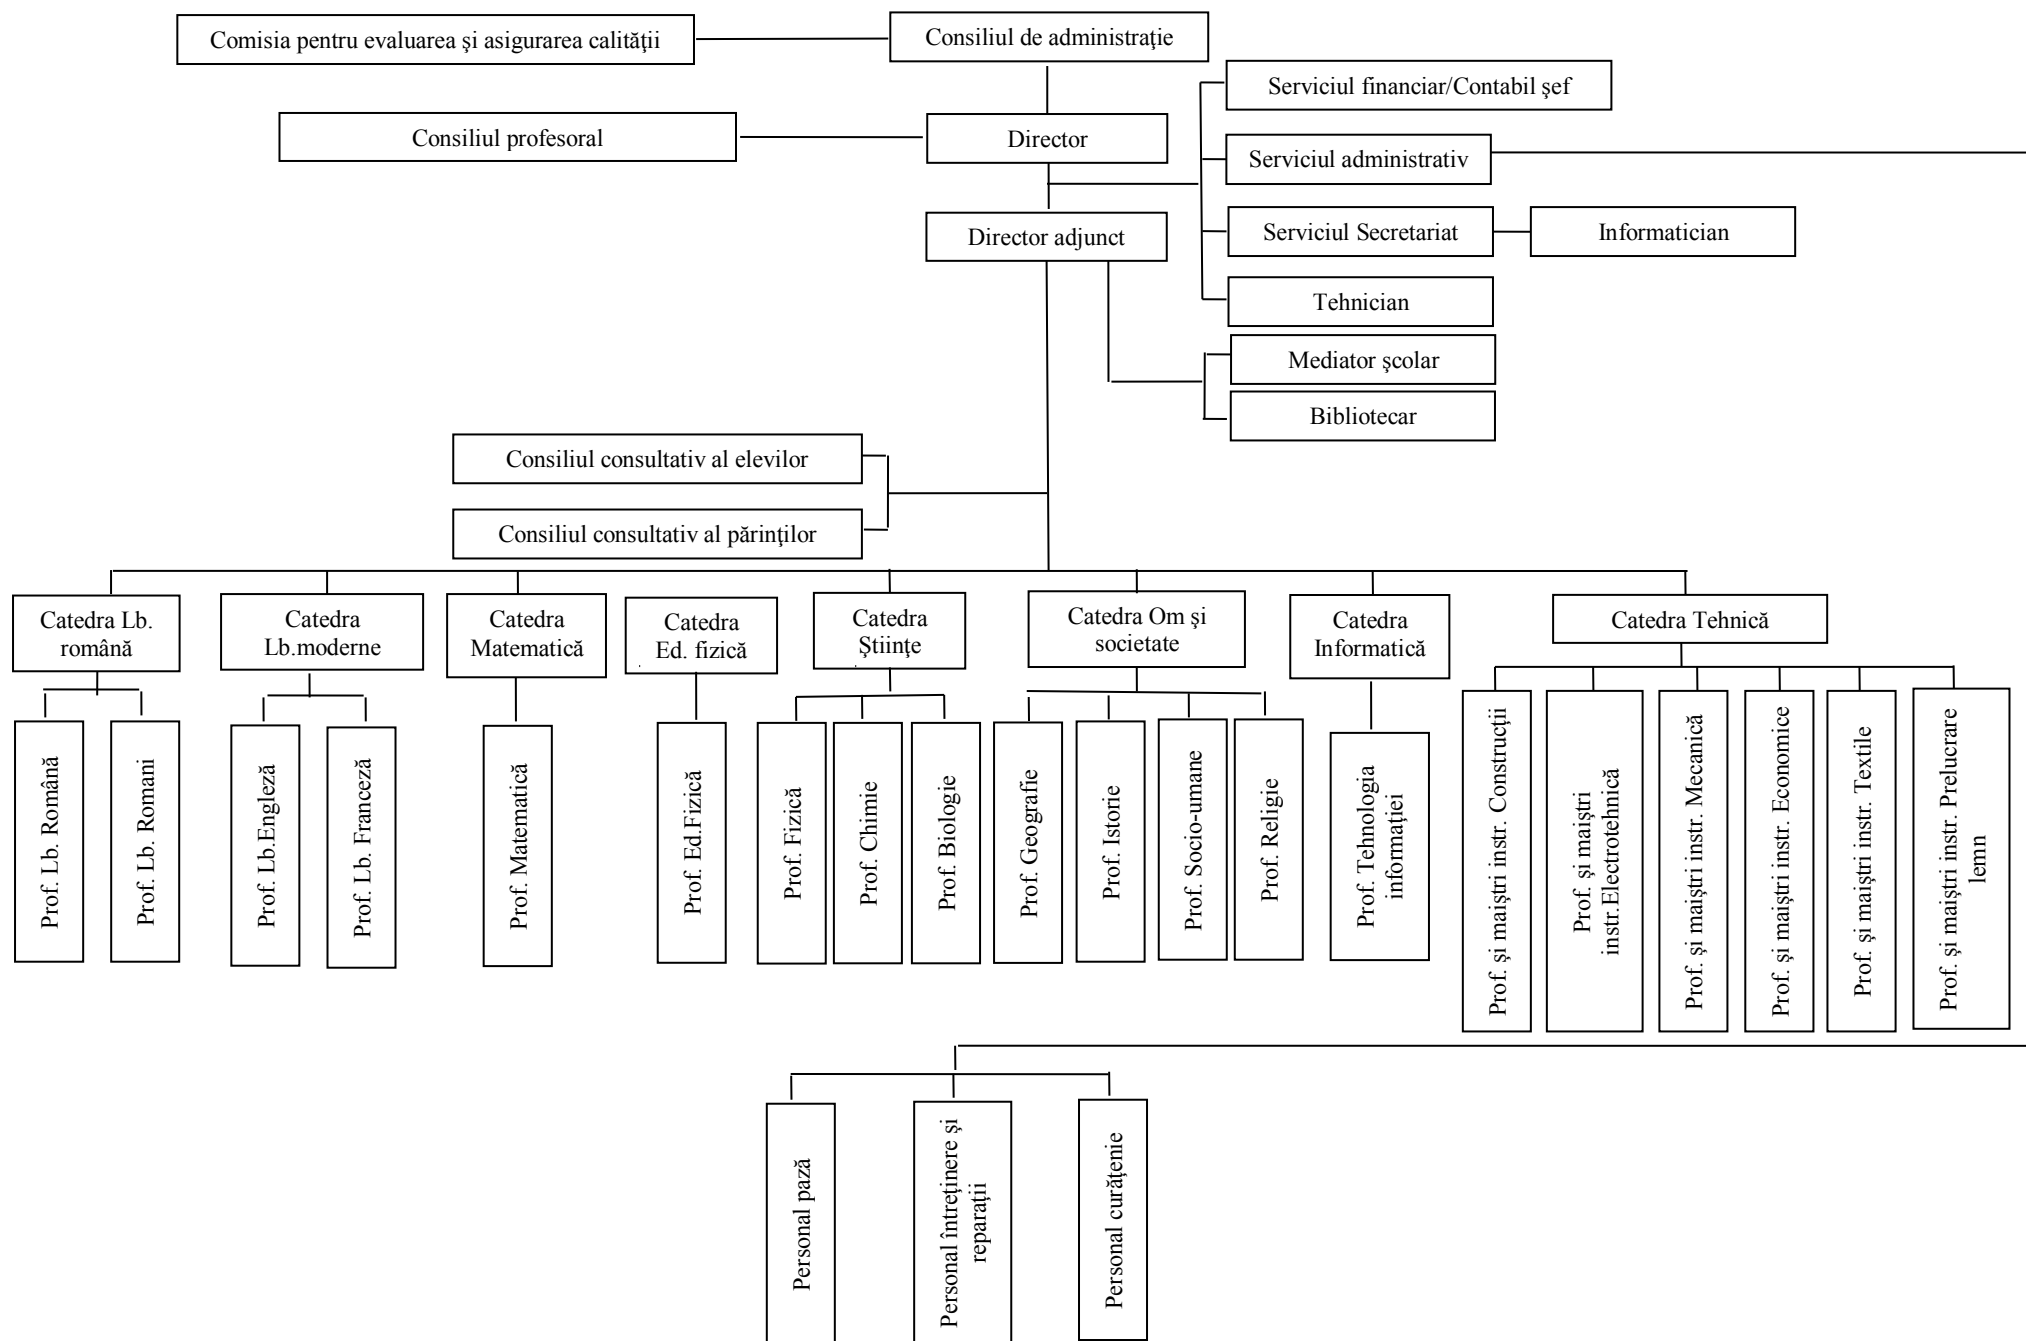 Comisia pentru evaluarea şi asigurarea calităţii
Consiliul de administraţie
Serviciul financiar/Contabil şef
Consiliul profesoral
Director
Serviciul administrativ
Director adjunct
Serviciul Secretariat
Informatician
Tehnician
Mediator şcolar
Bibliotecar
Consiliul consultativ al elevilor
Consiliul consultativ al părinţilor
Catedra Lb.
română
Catedra
Lb.moderne
Catedra
Matematică
Catedra
Ed. fizică
Catedra
Ştiinţe
Catedra Om şi
societate
Catedra
Informatică
Catedra Tehnică
Prof. Lb. Română
Prof. Lb. Romani
Prof. Lb.Engleză
Prof. Lb. Franceză
Prof. Matematică
Prof. Ed.Fizică
Prof. Fizică
Prof. Chimie
Prof. Biologie
Prof. Geografie
Prof. Istorie
Prof. Socio-umane
Prof. Religie
Prof. Tehnologia
informaţiei
Prof. şi maiştri instr. Construcţii
Prof. şi maiştri
instr.Electrotehnică
Prof. şi maiştri instr. Mecanică
Prof. şi maiştri instr. Economice
Prof. şi maiştri instr. Textile
Prof. şi maiştri instr. Prelucrare
lemn
Personal pază
Personal întreţinere şi
reparaţii
Personal curăţenie